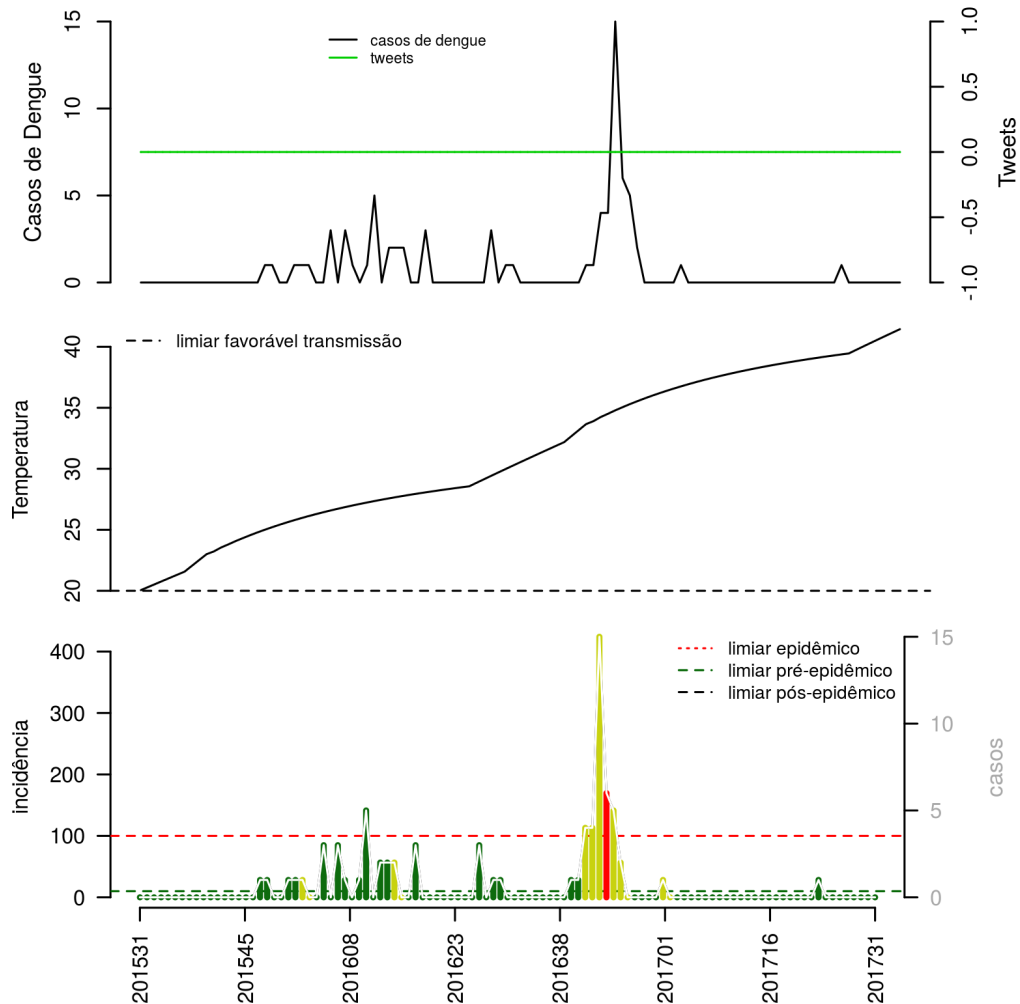 casos de dengue
tweets
Casos de Dengue
0
5
10
15
Tweets
-1.0
-0.5
0.0
0.5
1.0
limiar favorável transmissão
Temperatura
20
25
30
35
40
limiar epidêmico
limiar pré-epidêmico
limiar pós-epidêmico
incidência
0
100
200
300
400
casos
0
5
10
15
201531
201545
201608
201623
201638
201701
201716
201731